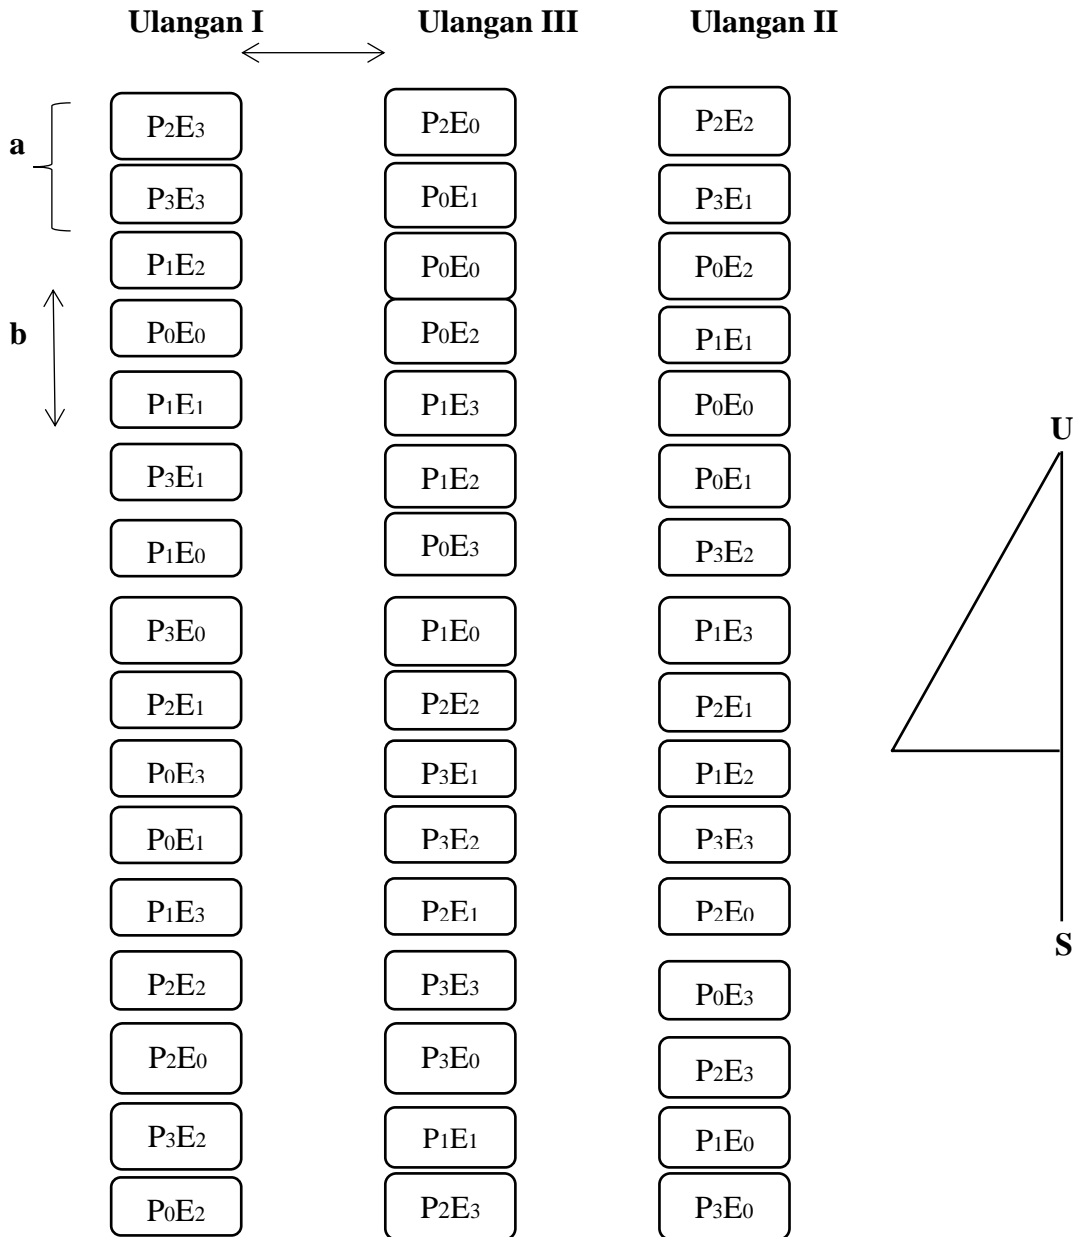 Ulangan I Ulangan III Ulangan II
P2E3 P2E0 P2E2
a
P3E3 P0E1 P3E1
P1E2 P0E0 P0E2
b
P0E0 P0E2 P1E1
P1E1 P1E3 P0E0
U
P3E1 P1E2 P0E1
P1E0 P0E3 P3E2
P3E0 P1E0 P1E3
P2E1 P2E2 P2E1
P0E3 P3E1 P1E2
P0E1 P3E2 P3E3
P1E3 P2E1 P2E0
S
P2E2 P3E3 P0E3
P2E0 P3E0 P2E3
P3E2 P1E1 P1E0
P0E2 P2E3 P3E0